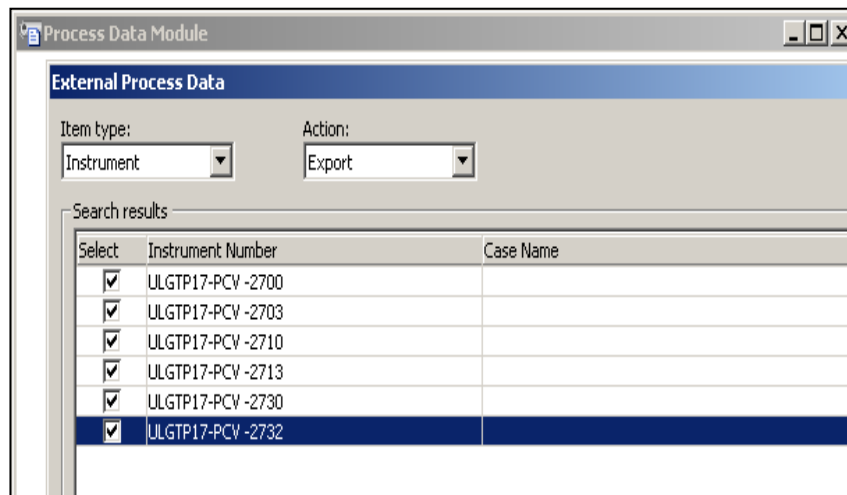 Process Data Module
External Process Data
Item type: Action:
Instrument Export
Search results
Select Instrument Number Case Name
ULGTP17-PCV -2700
ULGTP17-PCV -2703
ULGTP17-PCV -2710
ULGTP17-PCV -2713
ULGTP17-PCV -2730
ULGTP17-PCV -2732